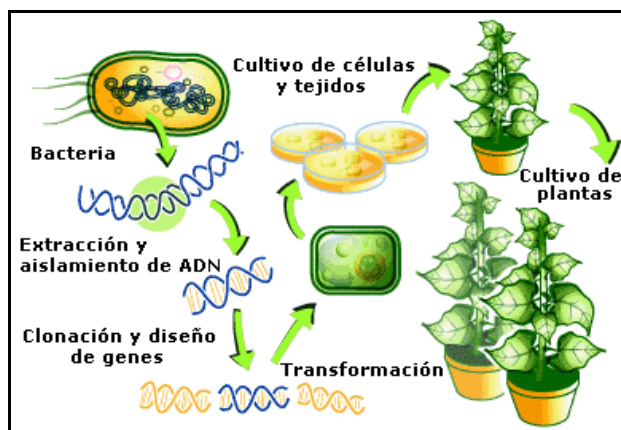 Cultivo de células
y tejidos
Bacteria
Cultivo de
plantas
Extracción y
aislamiento de ADN
Clonación y diseño
de genes
Transformación